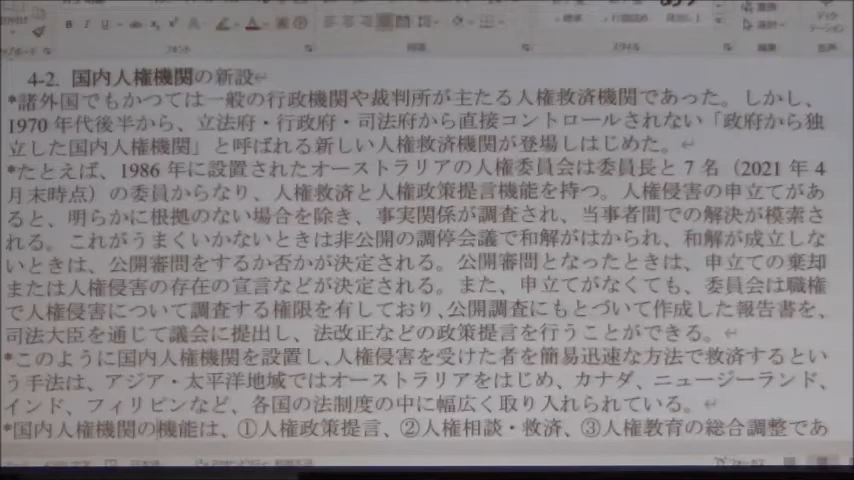 4-2. 国内人権機関の新設
*諸外国でもかつては一般の行政機関や裁判所が主たる人権救済機関であった。しかし、
1970 年代後半から、立法府・行政府・司法府から直接コントロールされない「政府から独
立した国内人権機関」と呼ばれる新しい人権救済機関が登場しはじめた。
*たとえば、1986 年に設置されたオーストラリアの人権委員会は委員長と 7 名（2021 年 4
月末時点）の委員からなり、人権救済と人権政策提言機能を持つ。人権侵害の申立てがあ
ると、明らかに根拠のない場合を除き、事実関係が調査され、当事者間での解決が模索さ
れる。これがうまくいかないときは非公開の調停会議で和解がはかられ、和解が成立しな
いときは、公開審問をするか否かが決定される。公開審問となったときは、申立ての棄却
または人権侵害の存在の宣言などが決定される。また、申立てがなくても、委員会は職権
で人権侵害について調査する権限を有しており、公開調査にもとづいて作成した報告書を、
司法大臣を通じて議会に提出し、法改正などの政策提言を行うことができる。
*このように国内人権機関を設置し、人権侵害を受けた者を簡易迅速な方法で救済するとい
う手法は、アジア・太平洋地域ではオーストラリアをはじめ、カナダ、ニュージーランド、
インド、フィリピンなど、各国の法制度の中に幅広く取り入れられている。
*国内人権機関の機能は、①人権政策提言、②人権相談・救済、③人権教育の総合調整であ